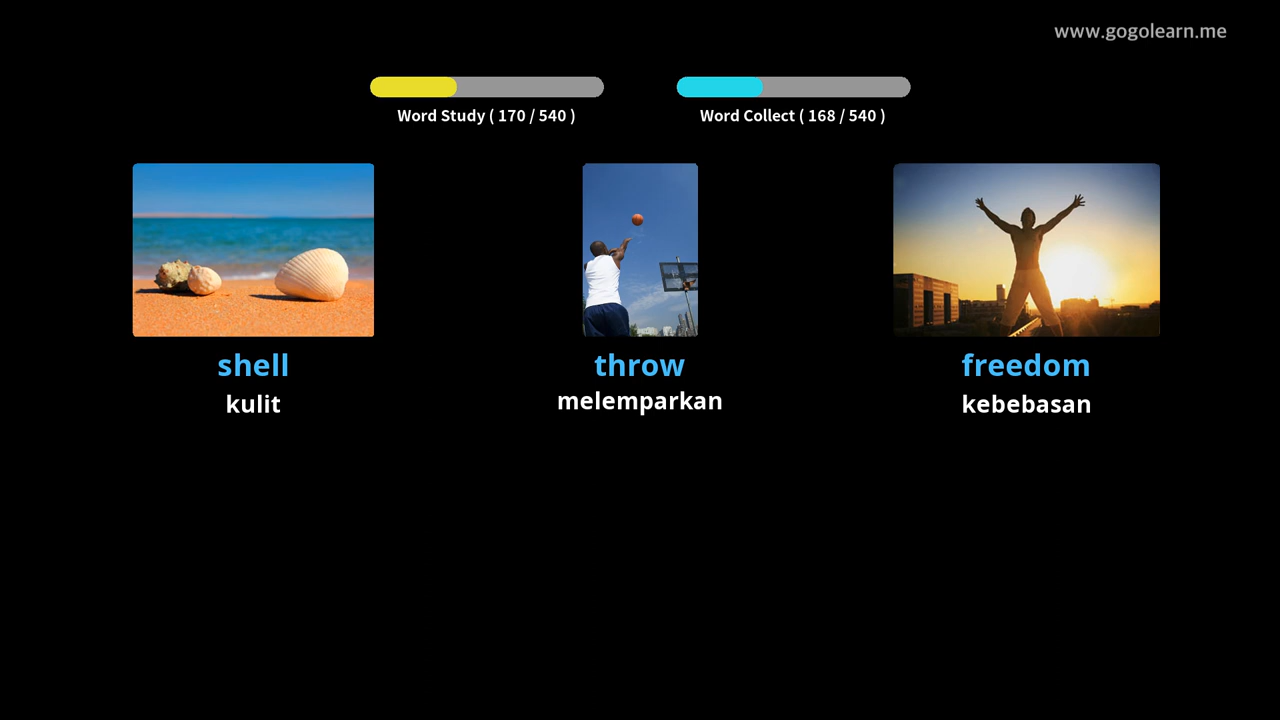 www.gogolearn.me
Word Study ( 170 / 540 )
Word Collect ( 168 / 540 )
shell
kulit
throw
melemparkan
freedom
kebebasan